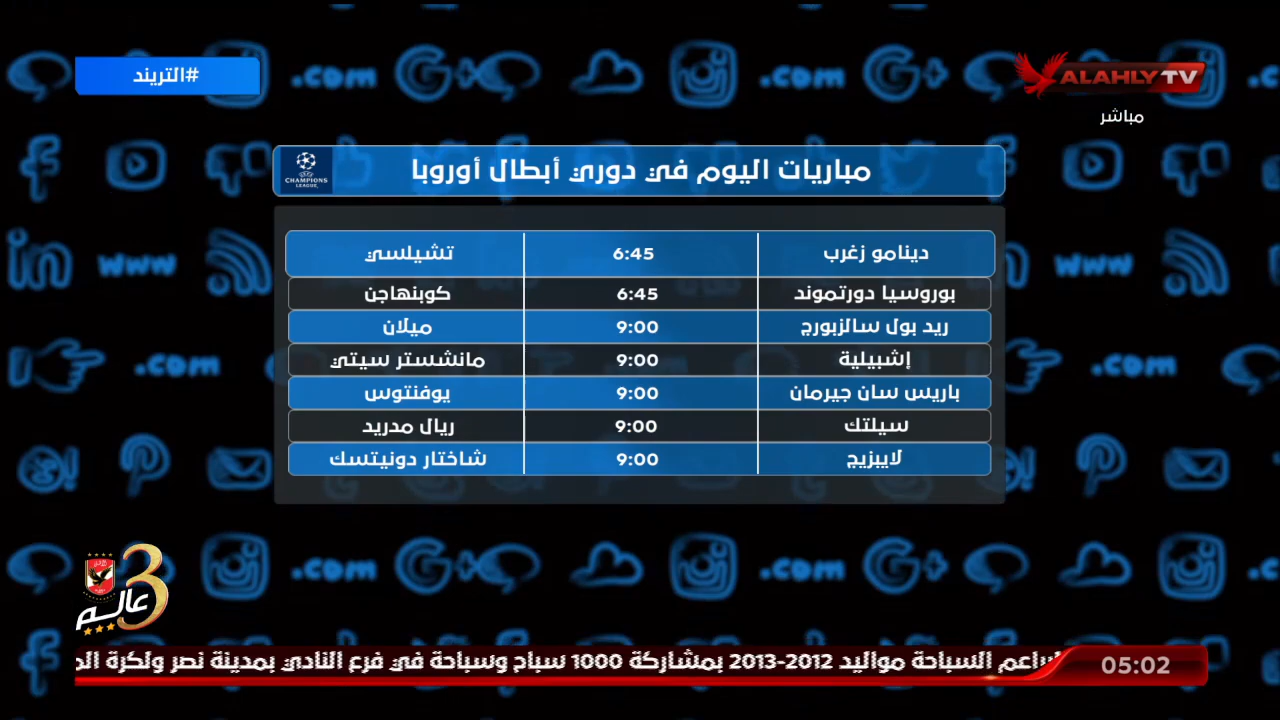 #التريند
ALAHLY TV
مباشر
مباريات اليوم في دوري أبطال أوروبا
CHAMPIONS LEAGUE
دينامو زغرب 6:45 تشيلسي
بوروسيا دورتموند 6:45 كوبنهاجن
ريد بول سالزبورج 9:00 ميلان
إشبيلية 9:00 مانشستر سيتي
باريس سان جيرمان 9:00 يوفنتوس
سيلتك 9:00 ريال مدريد
لايبزيج 9:00 شاختار دونيتسك
3 عالم
السباحة مواليد 2012-2013 بمشاركة 1000 سباح وسباحة في فرع النادي بمدينة نصر ولكرة
05:02